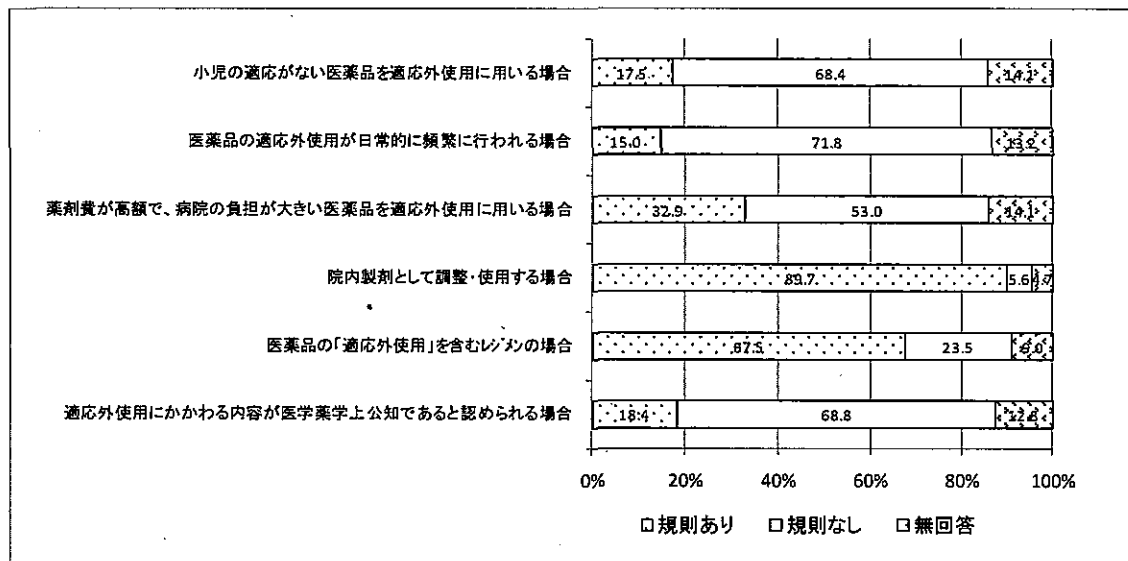 小児の適応がない医薬品を適応外使用に用いる場合
17.5 68.4 14.1
医薬品の適応外使用が日常的に頻繁に行われる場合
15.0 71.8 13.2
薬剤費が高額で、病院の負担が大きい医薬品を適応外使用に用いる場合
32.9 53.0 14.1
院内製剤として調整・使用する場合
89.7 5.6 4.7
医薬品の「適応外使用」を含むレジメンの場合
67.5 23.5 9.0
適応外使用にかかわる内容が医学薬学上公知であると認められる場合
18.4 68.8 12.8
0% 20% 40% 60% 80% 100%
規則あり 規則なし 無回答